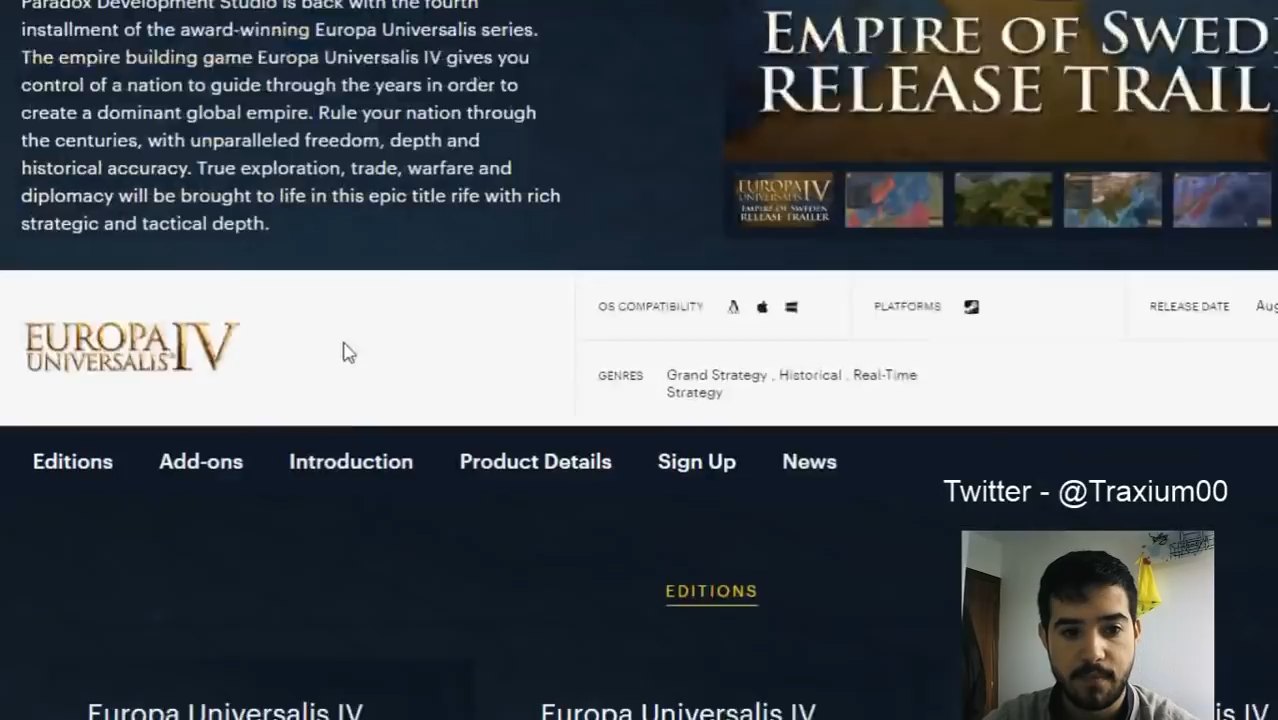 Paradox Development Studio is back with the fourth
installment of the award-winning Europa Universalis series.
The empire building game Europa Universalis IV gives you
control of a nation to guide through the years in order to
create a dominant global empire. Rule your nation through
the centuries, with unparalleled freedom, depth and
historical accuracy. True exploration, trade, warfare and
diplomacy will be brought to life in this epic title rife with rich
strategic and tactical depth.
EMPIRE OF SWED
RELEASE TRAIL
EUROPA IV
EMPIRE OF SWEDEN
RELEASE TRAILER
EUROPA
UNIVERSALIS IV
OS COMPATIBILITY
PLATFORMS
RELEASE DATE Aug
GENRES Grand Strategy , Historical , Real-Time
Strategy
Editions Add-ons Introduction Product Details Sign Up News
Twitter - @Traxium00
EDITIONS
Europa Universalis IV
Europa Universalis IV
is IV